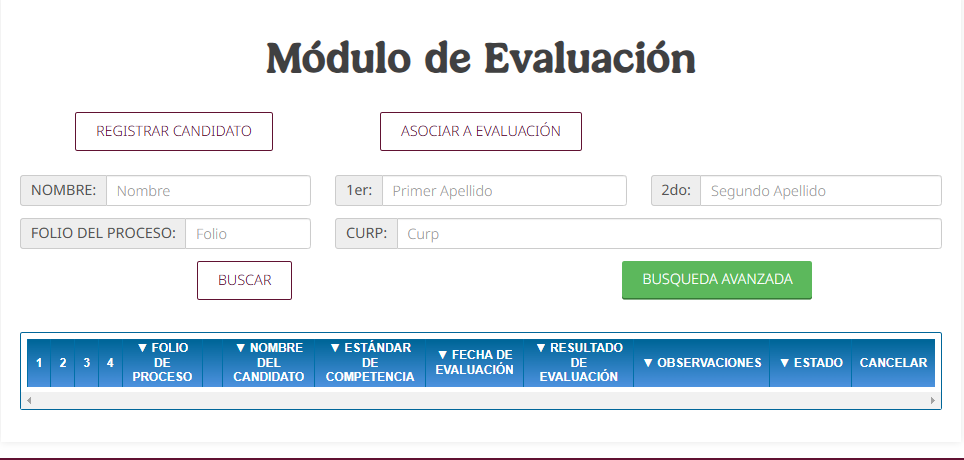 Módulo de Evaluación
REGISTRAR CANDIDATO
ASOCIAR A EVALUACIÓN
NOMBRE: Nombre
1er: Primer Apellido
2do: Segundo Apellido
FOLIO DEL PROCESO: Folio
CURP: Curp
BUSCAR
BUSQUEDA AVANZADA
1
2
3
4
▼ FOLIO
DE
PROCESO
▼ NOMBRE
DEL
CANDIDATO
▼ ESTÁNDAR
DE
COMPETENCIA
▼ FECHA DE
EVALUACIÓN
▼ RESULTADO
DE
EVALUACIÓN
▼ OBSERVACIONES
▼ ESTADO
CANCELAR